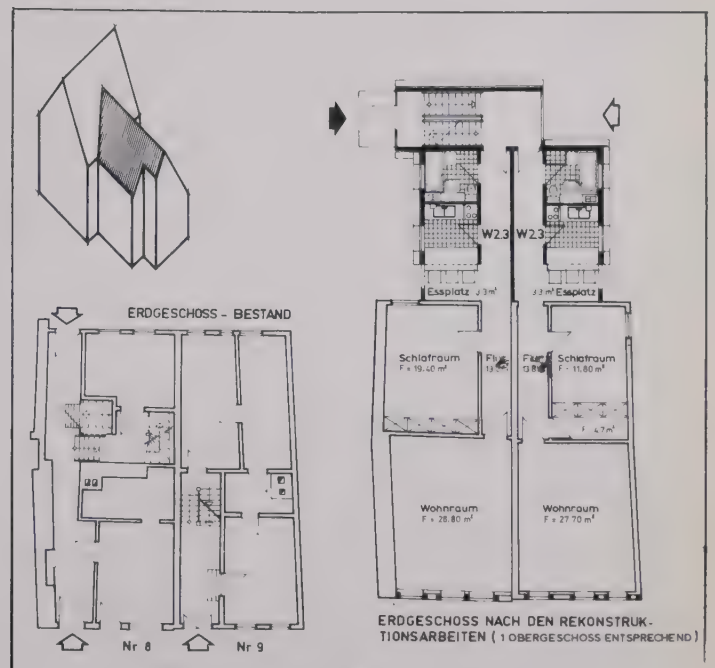 ERDGESCHOSS - BESTAND
Nr 8
Nr 9
W2.3
W2.3
Essplatz
Essplatz
Schlafraum
F = 19.40 m²
Flur
Flur
Schlafraum
F = 11.80 m²
4.7 m²
Wohnraum
F = 28.80 m²
Wohnraum
F = 27.70 m²
ERDGESCHOSS NACH DEN REKONSTRUK-
TIONSARBEITEN ( 1 OBERGESCHOSS ENTSPRECHEND )